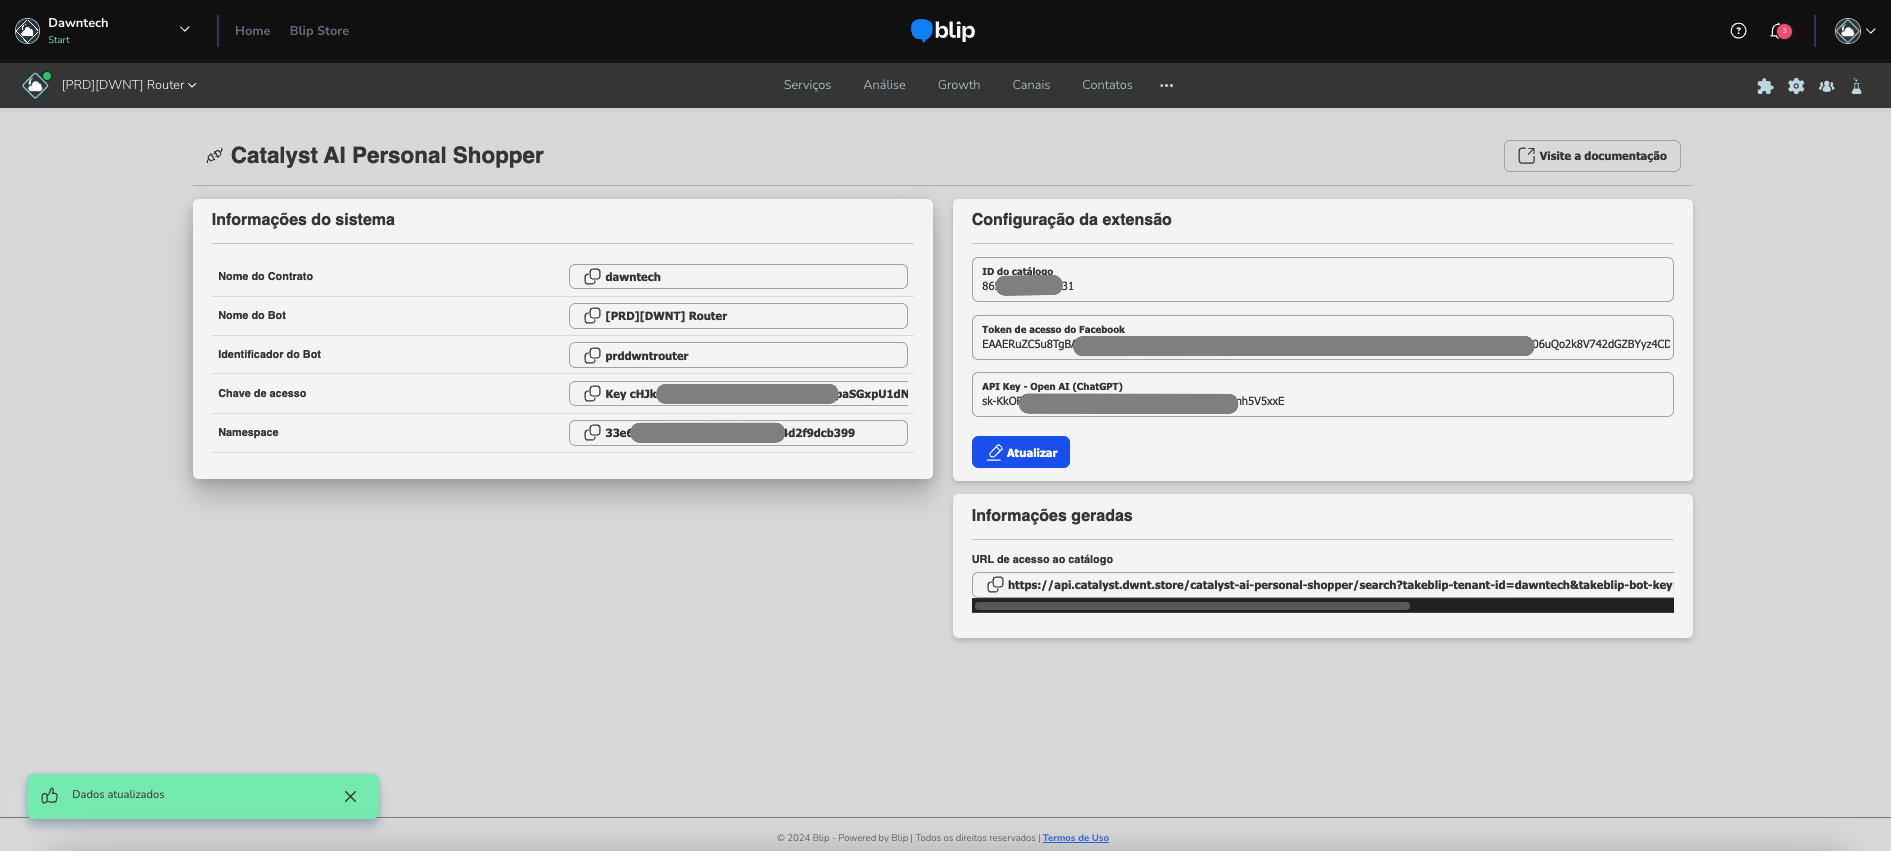 Dawntech
Start
Home
Blip Store
blip
3
[PRD][DWNT] Router
Serviços
Análise
Growth
Canais
Contatos
Catalyst AI Personal Shopper
Visite a documentação
Informações do sistema
Nome do Contrato
dawntech
Nome do Bot
[PRD][DWNT] Router
Identificador do Bot
prddwntrouter
Chave de acesso
Key cHJk
aSGxpU1dN
Namespace
33e
d2f9dcb399
Configuração da extensão
ID do catálogo
86
31
Token de acesso do Facebook
EAAERuZC5u8TgB
06uQo2k8V742dGZBYyz4CD
API Key - Open AI (ChatGPT)
sk-KkO
nh5V5xxE
Atualizar
Informações geradas
URL de acesso ao catálogo
https://api.catalyst.dwnt.store/catalyst-ai-personal-shopper/search?takeblip-tenant-id=dawntech&takeblip-bot-key
Dados atualizados
© 2024 Blip - Powered by Blip | Todos os direitos reservados | Termos de Uso